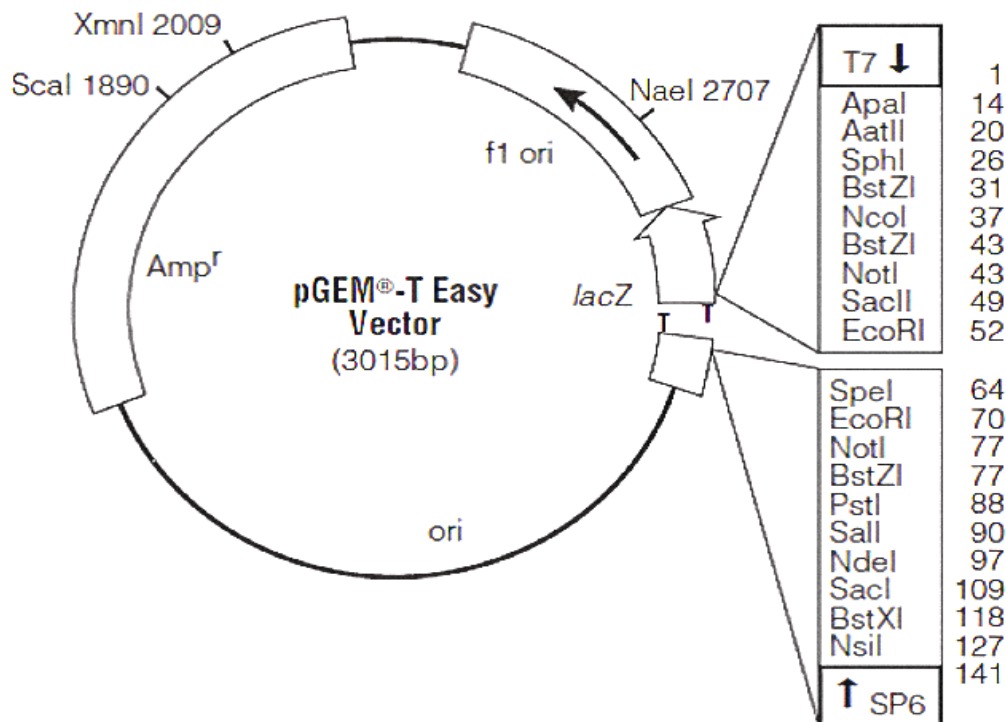 XmnI 2009
ScaI 1890
NaeI 2707
f1 ori
Ampʳ
pGEM®-T Easy
Vector
(3015bp)
lacZ
T
T
ori
T7 ↓ 1
ApaI 14
AatII 20
SphI 26
BstZI 31
NcoI 37
BstZI 43
NotI 43
SacII 49
EcoRI 52
SpeI 64
EcoRI 70
NotI 77
BstZI 77
PstI 88
SalI 90
NdeI 97
SacI 109
BstXI 118
NsiI 127
141
↑ SP6